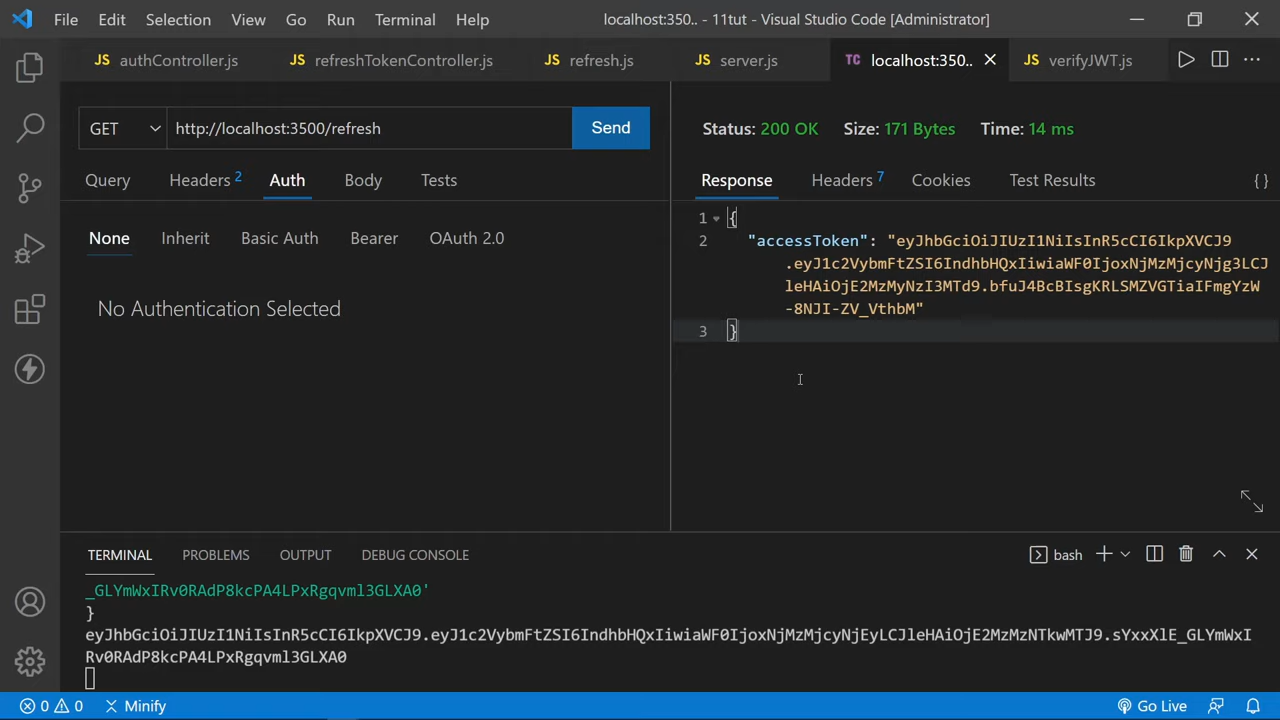 File Edit Selection View Go Run Terminal Help localhost:350.. - 11tut - Visual Studio Code [Administrator]
JS authController.js JS refreshTokenController.js JS refresh.js JS server.js TC localhost:350.. JS verifyJWT.js
GET http://localhost:3500/refresh Send
Status: 200 OK Size: 171 Bytes Time: 14 ms
Query Headers 2 Auth Body Tests
Response Headers 7 Cookies Test Results { }
None Inherit Basic Auth Bearer OAuth 2.0
No Authentication Selected
1 {
2 "accessToken": "eyJhbGciOiJIUzI1NiIsInR5cCI6IkpXVCJ9
.eyJ1c2VybmFtZSI6IndhbHQxIiwiaWF0IjoxNjMzMjcyNjg3LCJ
leHAiOjE2MzMyNzI3MTd9.bfuJ4BcBIsgKRLSMZVGTiaIFmgYzW
-8NJI-ZV_VthbM"
3 }
TERMINAL PROBLEMS OUTPUT DEBUG CONSOLE bash
_GLYmWxIRv0RAdP8kcPA4LPxRgqvml3GLXA0'
}
eyJhbGciOiJIUzI1NiIsInR5cCI6IkpXVCJ9.eyJ1c2VybmFtZSI6IndhbHQxIiwiaWF0IjoxNjMzMjcyNjEyLCJleHAiOjE2MzMzNTkwMTJ9.sYxxXlE_GLYmWxI
Rv0RAdP8kcPA4LPxRgqvml3GLXA0
0 0 Minify Go Live